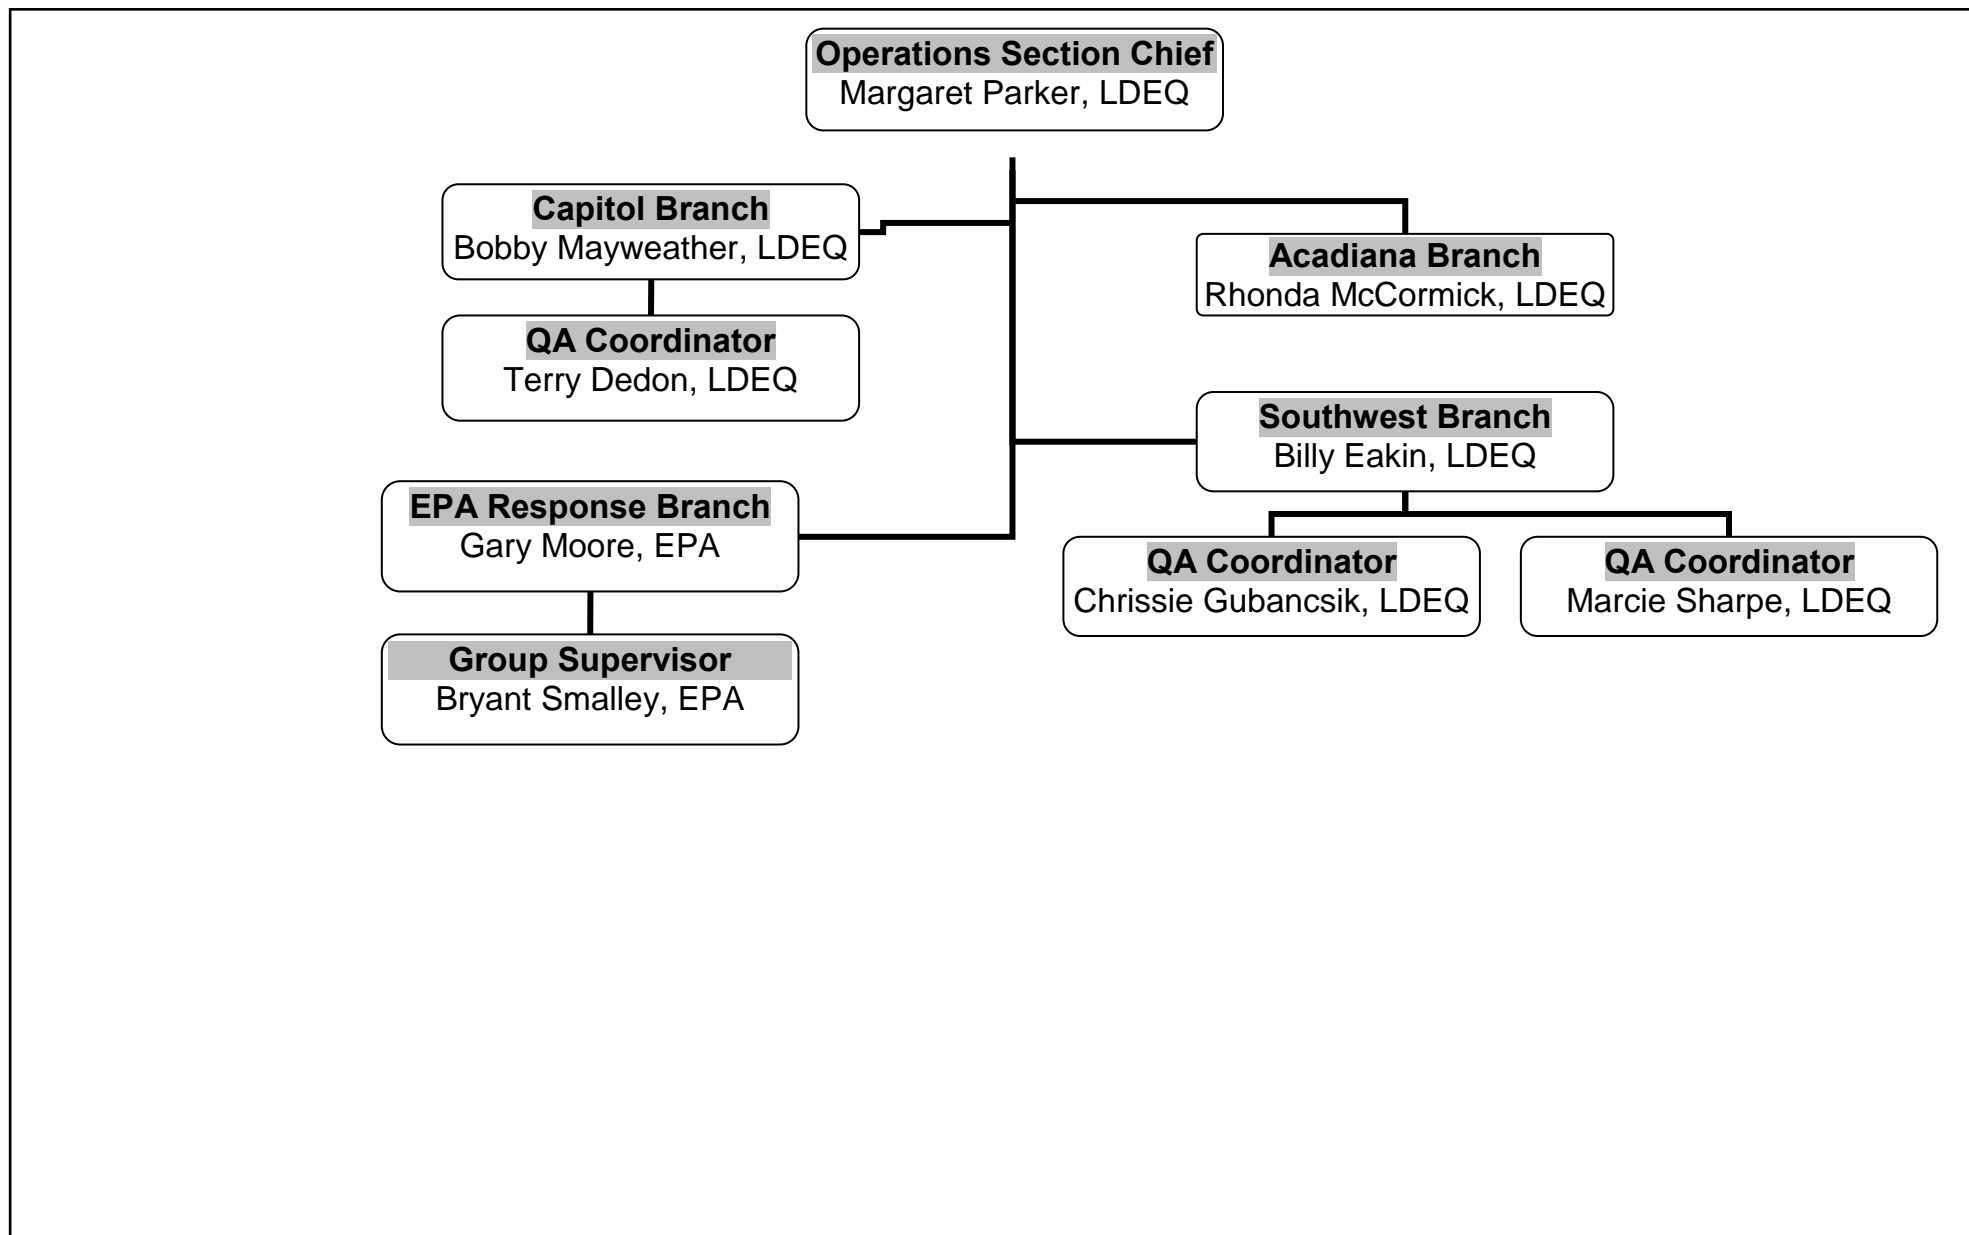 Operations Section Chief
Margaret Parker, LDEQ
Capitol Branch
Bobby Mayweather, LDEQ
Acadiana Branch
Rhonda McCormick, LDEQ
QA Coordinator
Terry Dedon, LDEQ
Southwest Branch
Billy Eakin, LDEQ
EPA Response Branch
Gary Moore, EPA
QA Coordinator
Chrissie Gubancsik, LDEQ
QA Coordinator
Marcie Sharpe, LDEQ
Group Supervisor
Bryant Smalley, EPA